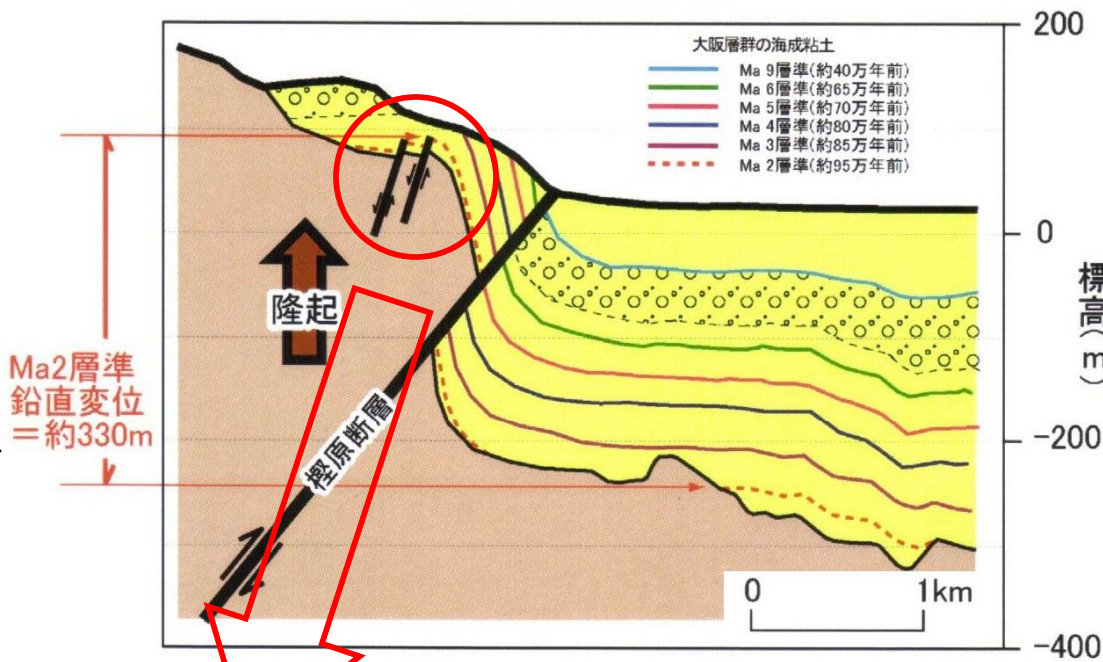 200
大阪層群の海成粘土
Ma 9層準(約40万年前)
Ma 6層準(約65万年前)
Ma 5層準(約70万年前)
Ma 4層準(約80万年前)
Ma 3層準(約85万年前)
Ma 2層準(約95万年前)
0
標高(m)
隆起
Ma2層準
鉛直変位
＝約330m
樫原断層
-200
0 1km
-400